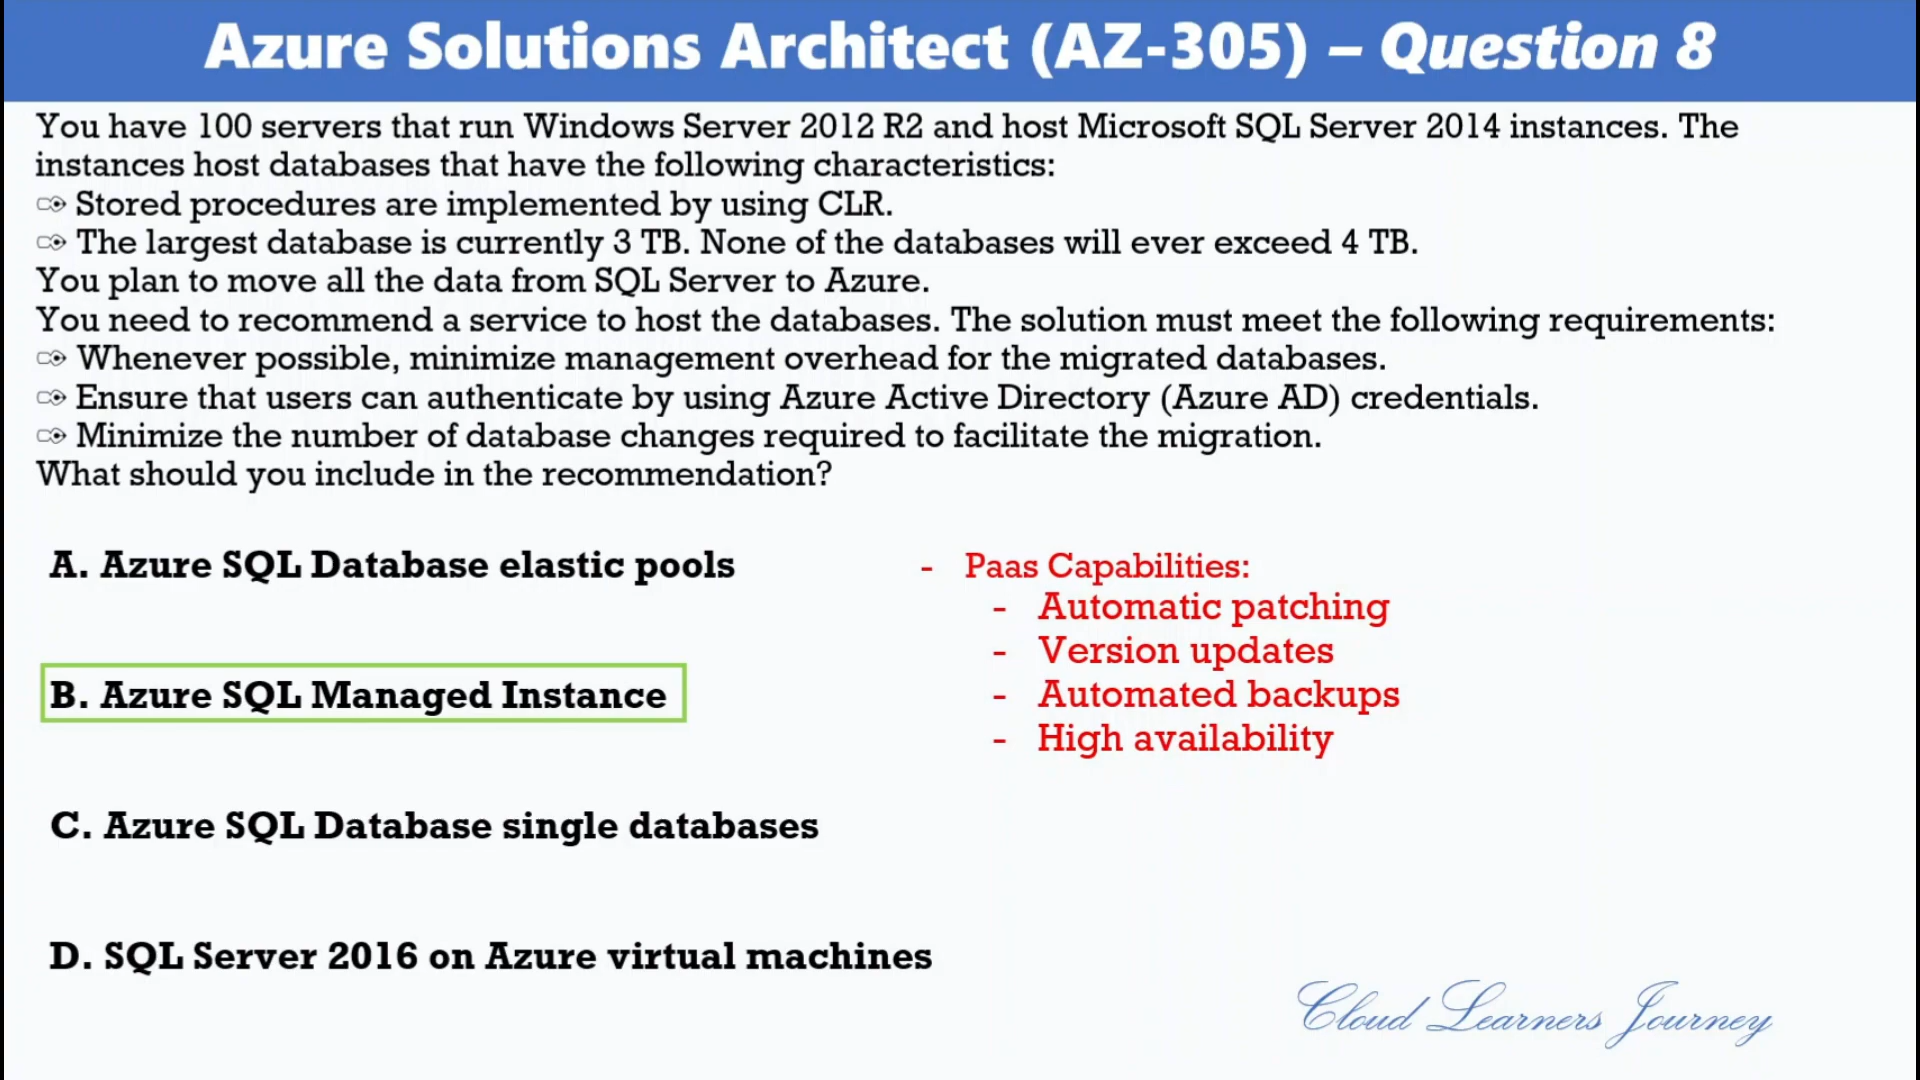 Azure Solutions Architect (AZ-305) – Question 8
You have 100 servers that run Windows Server 2012 R2 and host Microsoft SQL Server 2014 instances. The
instances host databases that have the following characteristics:
Stored procedures are implemented by using CLR.
The largest database is currently 3 TB. None of the databases will ever exceed 4 TB.
You plan to move all the data from SQL Server to Azure.
You need to recommend a service to host the databases. The solution must meet the following requirements:
Whenever possible, minimize management overhead for the migrated databases.
Ensure that users can authenticate by using Azure Active Directory (Azure AD) credentials.
Minimize the number of database changes required to facilitate the migration.
What should you include in the recommendation?
A. Azure SQL Database elastic pools
B. Azure SQL Managed Instance
C. Azure SQL Database single databases
D. SQL Server 2016 on Azure virtual machines
- Paas Capabilities:
- Automatic patching
- Version updates
- Automated backups
- High availability
Cloud Learners Journey